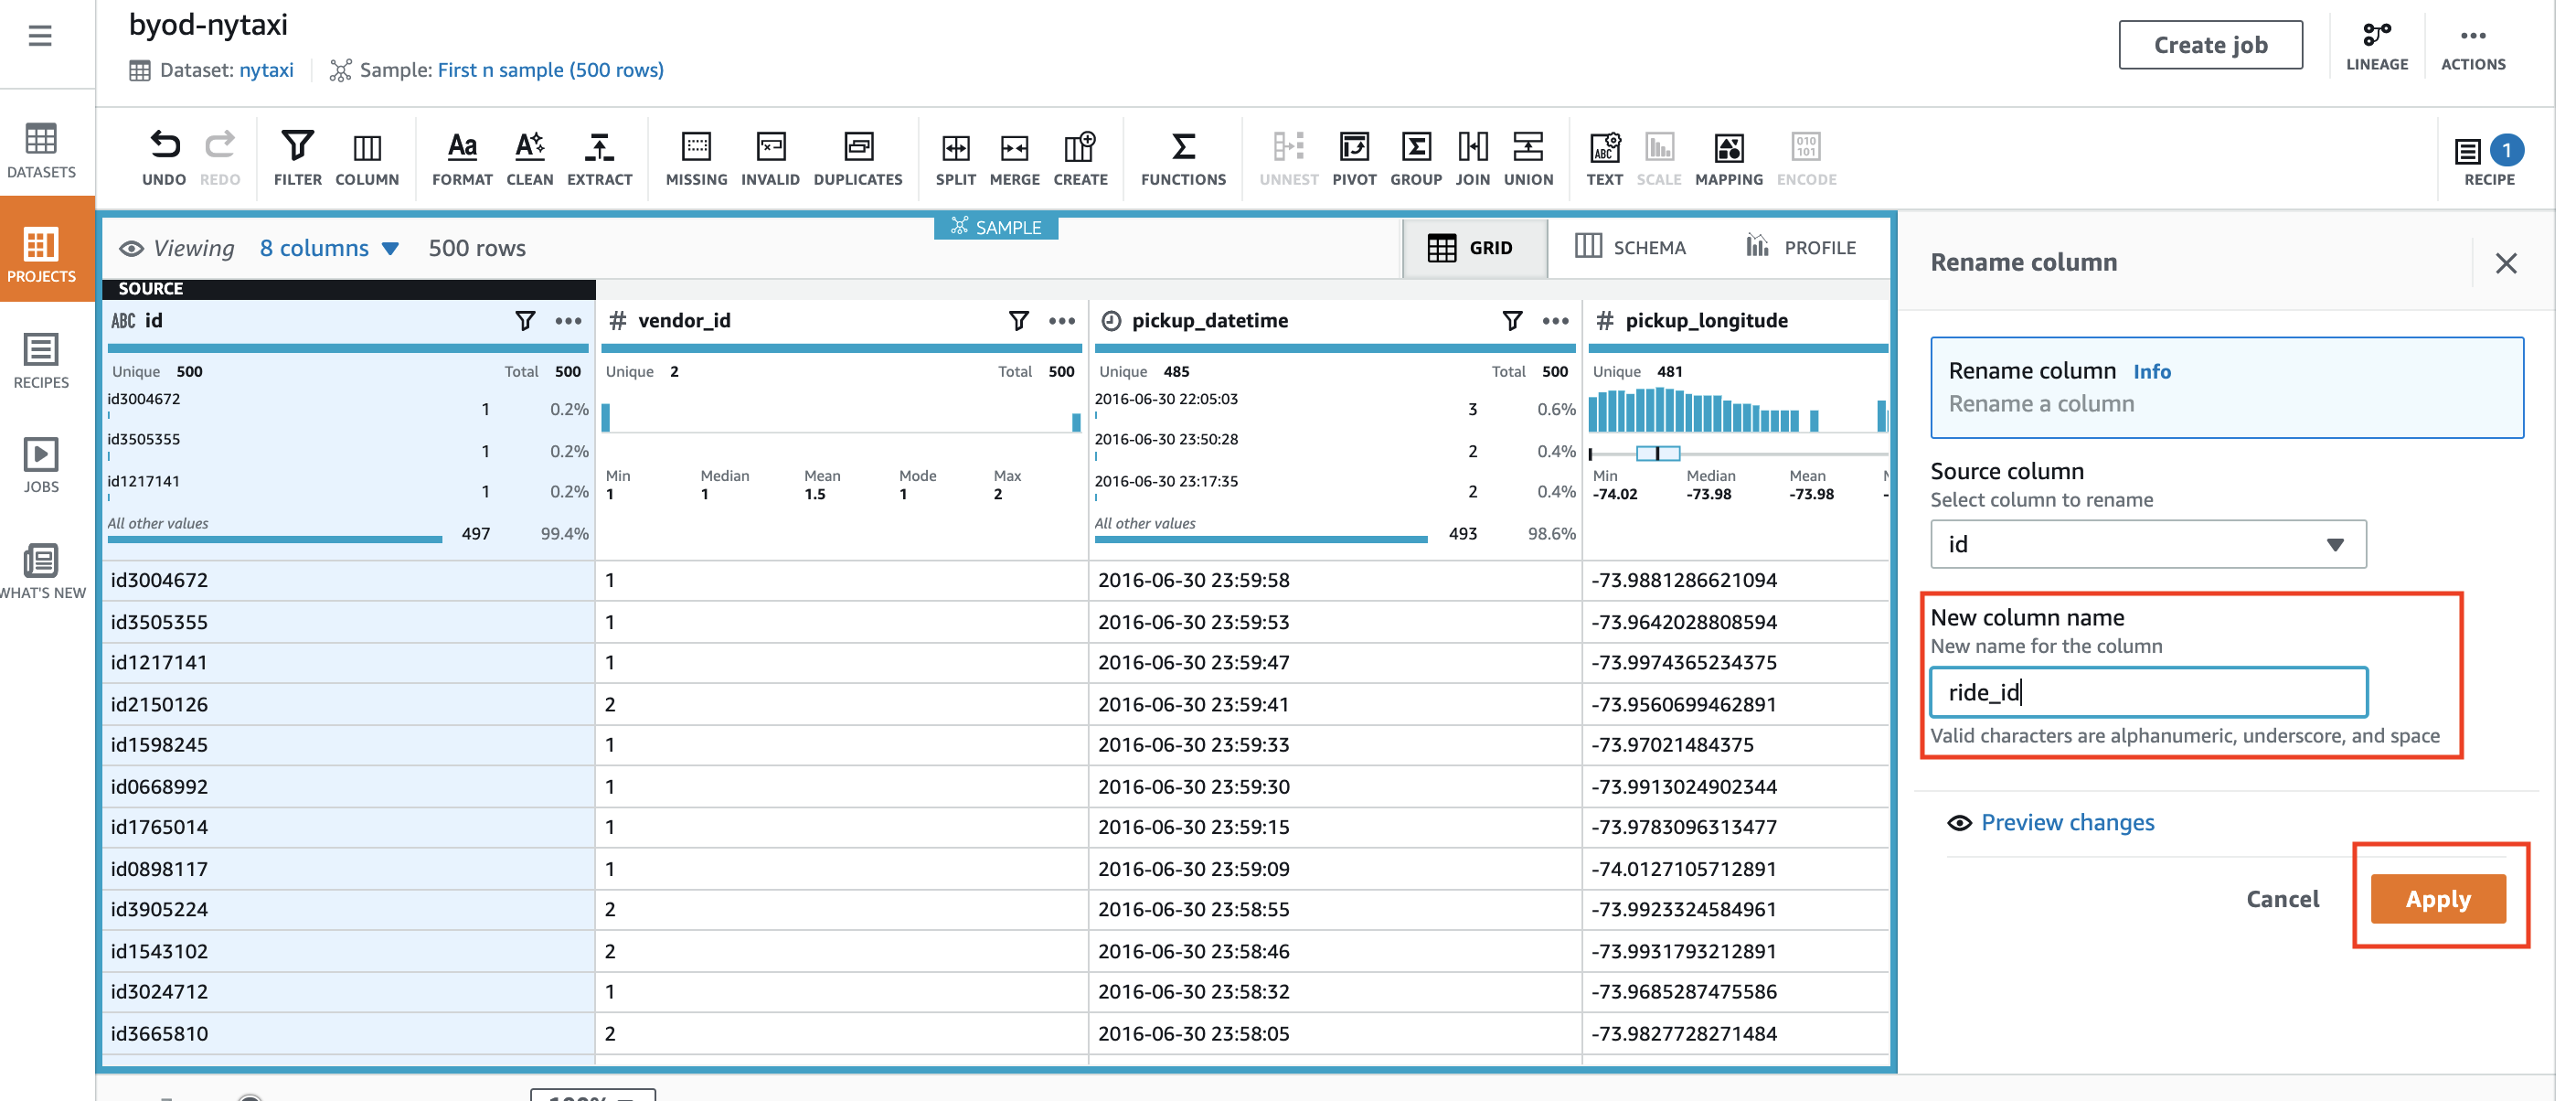 byod-nytaxi
Dataset: nytaxi
Sample: First n sample (500 rows)
Create job
LINEAGE
ACTIONS
DATASETS
PROJECTS
RECIPES
JOBS
WHAT'S NEW
UNDO REDO FILTER COLUMN FORMAT CLEAN EXTRACT MISSING INVALID DUPLICATES SPLIT MERGE CREATE FUNCTIONS UNNEST PIVOT GROUP JOIN UNION TEXT SCALE MAPPING ENCODE
1
RECIPE
SAMPLE
Viewing 8 columns 500 rows
GRID SCHEMA PROFILE
SOURCE
ABC id
Unique 500 Total 500
id3004672 1 0.2%
id3505355 1 0.2%
id1217141 1 0.2%
All other values 497 99.4%
# vendor_id
Unique 2 Total 500
Min Median Mean Mode Max
1 1 1.5 1 2
pickup_datetime
Unique 485 Total 500
2016-06-30 22:05:03 3 0.6%
2016-06-30 23:50:28 2 0.4%
2016-06-30 23:17:35 2 0.4%
All other values 493 98.6%
# pickup_longitude
Unique 481
Min Median Mean
-74.02 -73.98 -73.98
id3004672 1 2016-06-30 23:59:58 -73.9881286621094
id3505355 1 2016-06-30 23:59:53 -73.9642028808594
id1217141 1 2016-06-30 23:59:47 -73.9974365234375
id2150126 2 2016-06-30 23:59:41 -73.9560699462891
id1598245 1 2016-06-30 23:59:33 -73.97021484375
id0668992 1 2016-06-30 23:59:30 -73.9913024902344
id1765014 1 2016-06-30 23:59:15 -73.9783096313477
id0898117 1 2016-06-30 23:59:09 -74.0127105712891
id3905224 2 2016-06-30 23:58:55 -73.9923324584961
id1543102 2 2016-06-30 23:58:46 -73.9931793212891
id3024712 1 2016-06-30 23:58:32 -73.9685287475586
id3665810 2 2016-06-30 23:58:05 -73.9827728271484
Rename column
Rename column Info
Rename a column
Source column
Select column to rename
id
New column name
New name for the column
ride_id
Valid characters are alphanumeric, underscore, and space
Preview changes
Cancel
Apply